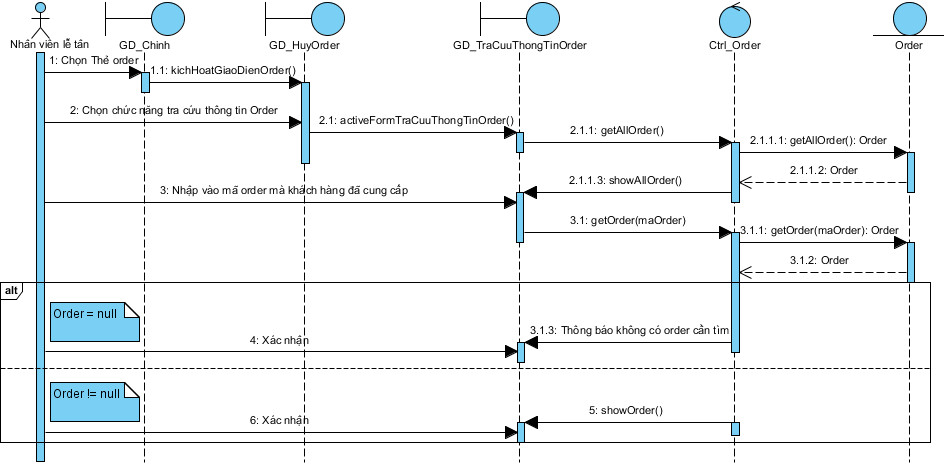 Nhân viên lễ tân
GD_Chinh
GD_HuyOrder
GD_TraCuuThongTinOrder
Ctrl_Order
Order
1: Chọn Thẻ order
1.1: kichHoatGiaoDienOrder()
2: Chọn chức năng tra cứu thông tin Order
2.1: activeFormTraCuuThongTinOrder()
2.1.1: getAllOrder()
2.1.1.1: getAllOrder(): Order
2.1.1.2: Order
2.1.1.3: showAllOrder()
3: Nhập vào mã order mà khách hàng đã cung cấp
3.1: getOrder(maOrder)
3.1.1: getOrder(maOrder): Order
3.1.2: Order
alt
Order = null
3.1.3: Thông báo không có order cần tìm
4: Xác nhận
Order != null
5: showOrder()
6: Xác nhận